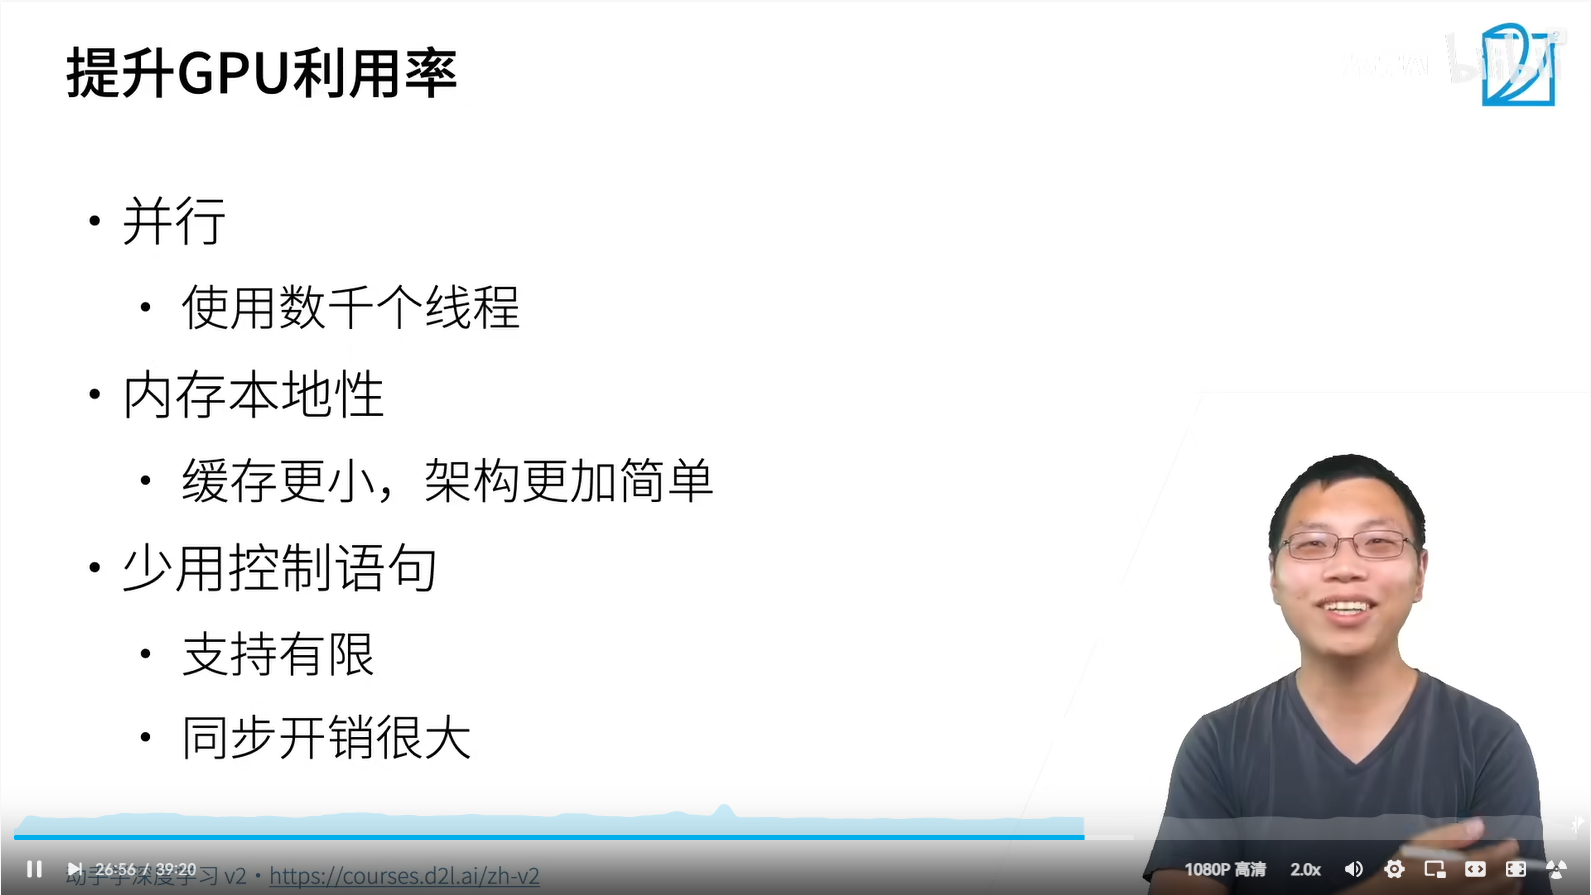 提升GPU利用率
bilibili
• 并行
• 使用数千个线程
• 内存本地性
• 缓存更小，架构更加简单
• 少用控制语句
• 支持有限
• 同步开销很大
26:56 / 39:20
动手学深度学习 v2 • https://courses.d2l.ai/zh-v2
1080P 高清
2.0x